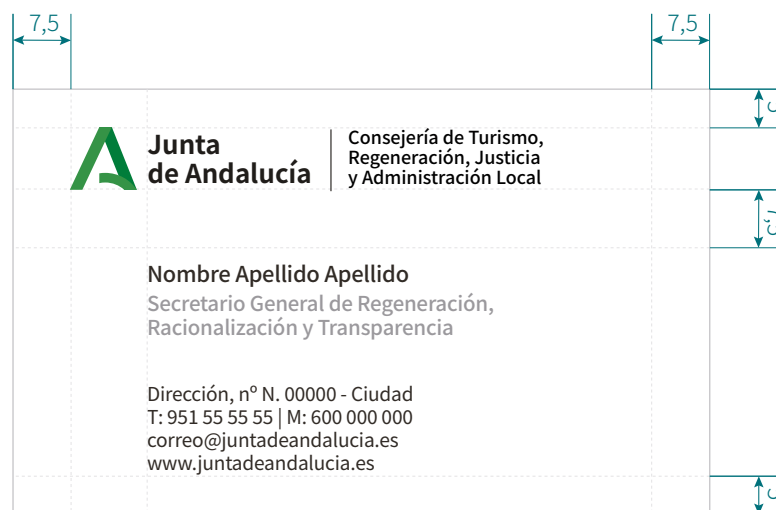 7,5
7,5
Junta
de Andalucía
Consejería de Turismo,
Regeneración, Justicia
y Administración Local
Nombre Apellido Apellido
Secretario General de Regeneración,
Racionalización y Transparencia
Dirección, nº N. 00000 - Ciudad
T: 951 55 55 55 | M: 600 000 000
correo@juntadeandalucia.es
www.juntadeandalucia.es